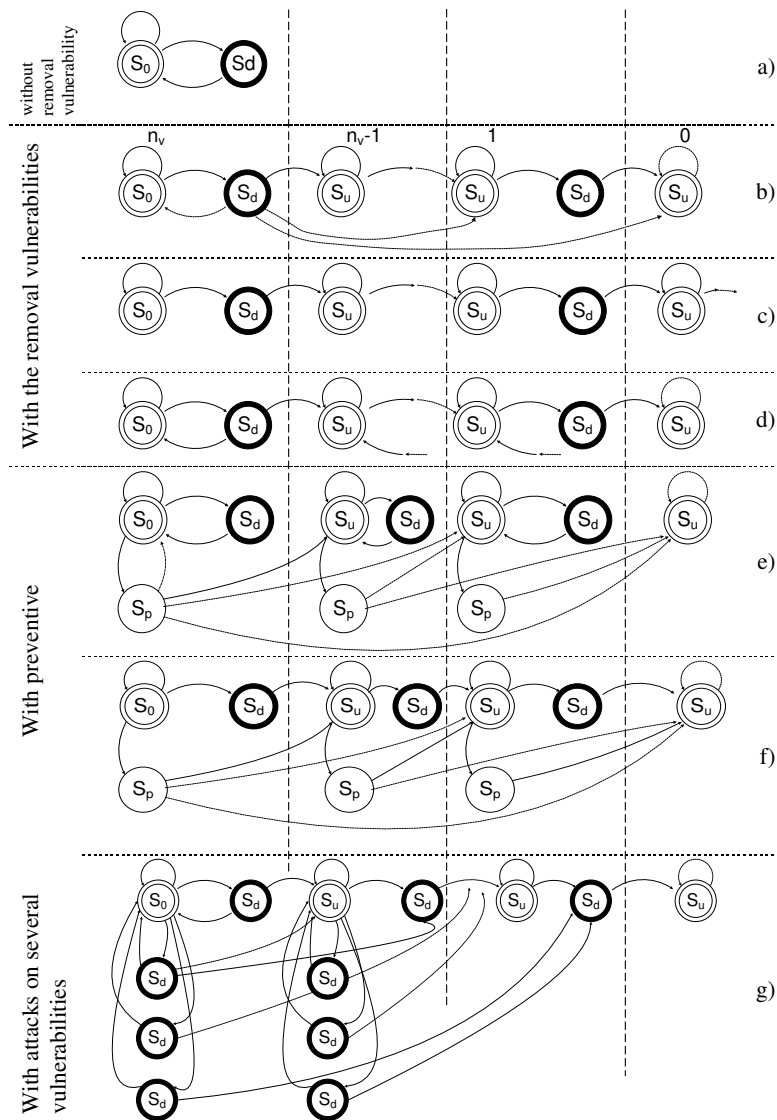 without
removal
vulnerability
S0 Sd a)
nv nv-1 1 0
With the removal vulnerabilities
S0 Sd Su Su Sd Su b)
S0 Sd Su Su Sd Su c)
S0 Sd Su Su Sd Su d)
With preventive
S0 Sd Su Sd Su Sd Su e)
Sp Sp Sp
S0 Sd Su Sd Su Sd Su f)
Sp Sp Sp
With attacks on several
vulnerabilities
S0 Sd Su Sd Su Sd Su
g)
Sd Sd
Sd Sd
Sd Sd